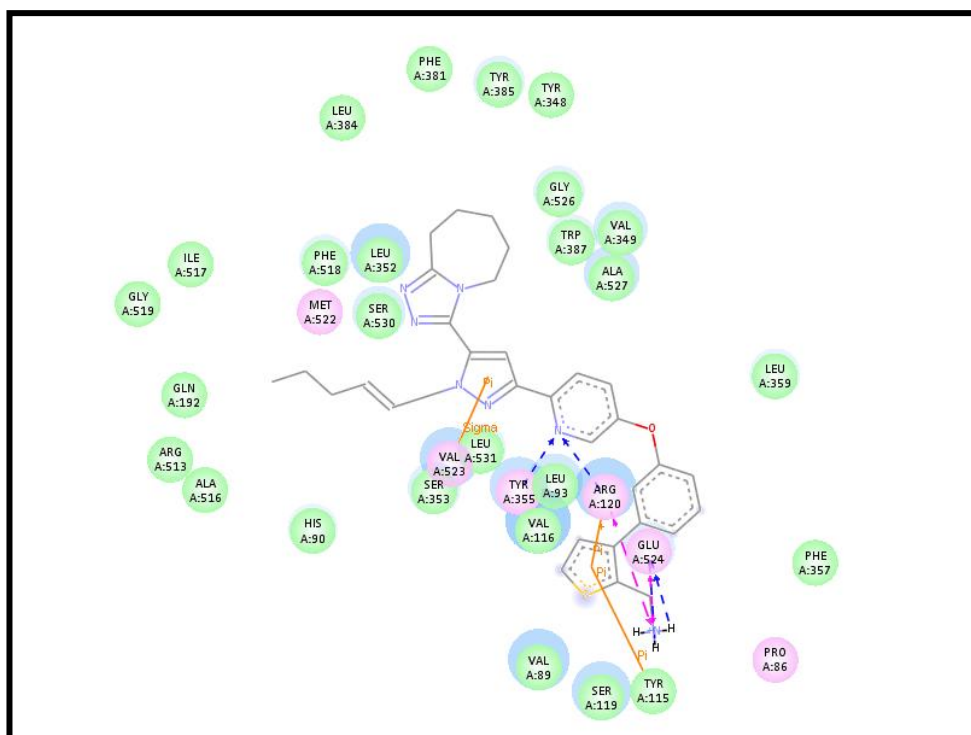 PHE
A:381
TYR
A:385
TYR
A:348
LEU
A:384
GLY
A:526
TRP
A:387
VAL
A:349
ALA
A:527
ILE
A:517
PHE
A:518
LEU
A:352
GLY
A:519
MET
A:522
SER
A:530
N
N
N
LEU
A:359
GLN
A:192
N
N
Pi
N
O
Sigma
ARG
A:513
ALA
A:516
VAL
A:523
LEU
A:531
SER
A:353
TYR
A:355
LEU
A:93
ARG
A:120
HIS
A:90
VAL
A:116
+
Pi
Pi
GLU
A:524
PHE
A:357
S
H
N
H
H
Pi
VAL
A:89
SER
A:119
TYR
A:115
PRO
A:86